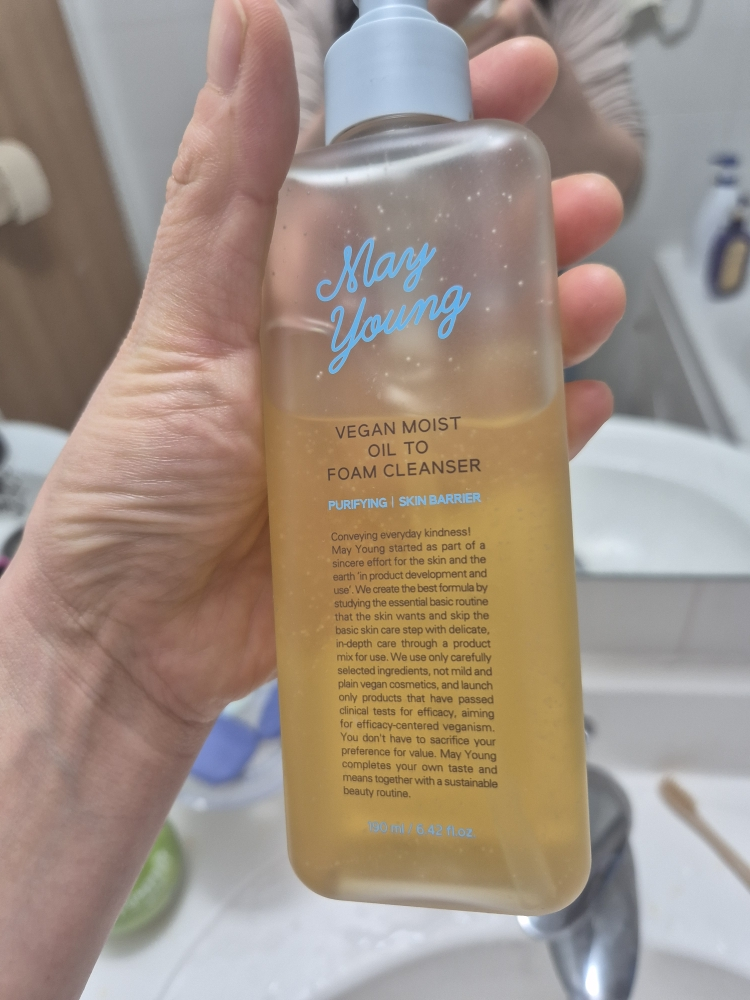 May
Young
VEGAN MOIST
OIL TO
FOAM CLEANSER
PURIFYING | SKIN BARRIER
Conveying everyday kindness!
May Young started as part of a
sincere effort for the skin and the
earth 'in product development and
use'. We create the best formula by
studying the essential basic routine
that the skin wants and skip the
basic skin care step with delicate,
in-depth care through a product
mix for use. We use only carefully
selected ingredients, not mild and
plain vegan cosmetics, and launch
only products that have passed
clinical tests for efficacy, aiming
for efficacy-centered veganism.
You don't have to sacrifice your
preference for value. May Young
completes your own taste and
means together with a sustainable
beauty routine.
190 ml / 6.42 fl.oz